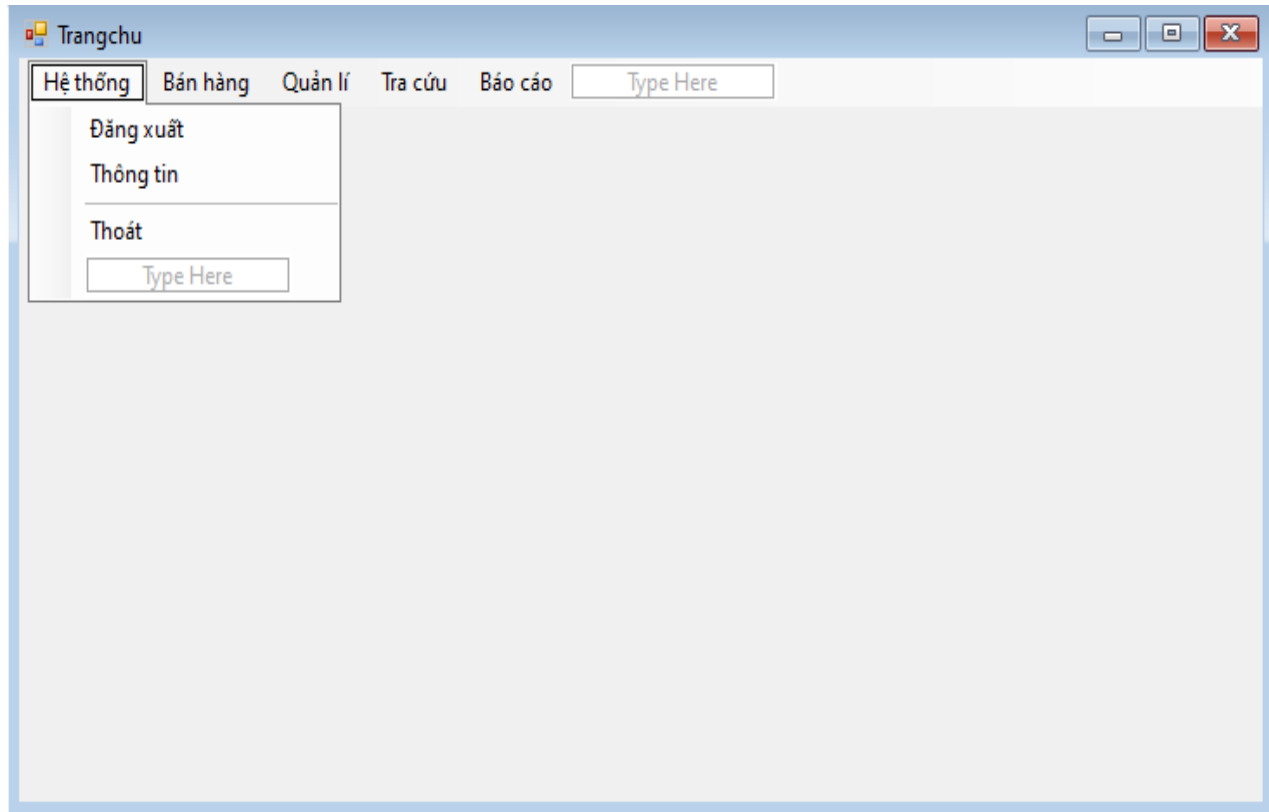 Trangchu
Hệ thống Bán hàng Quản lí Tra cứu Báo cáo Type Here
Đăng xuất
Thông tin
Thoát
Type Here